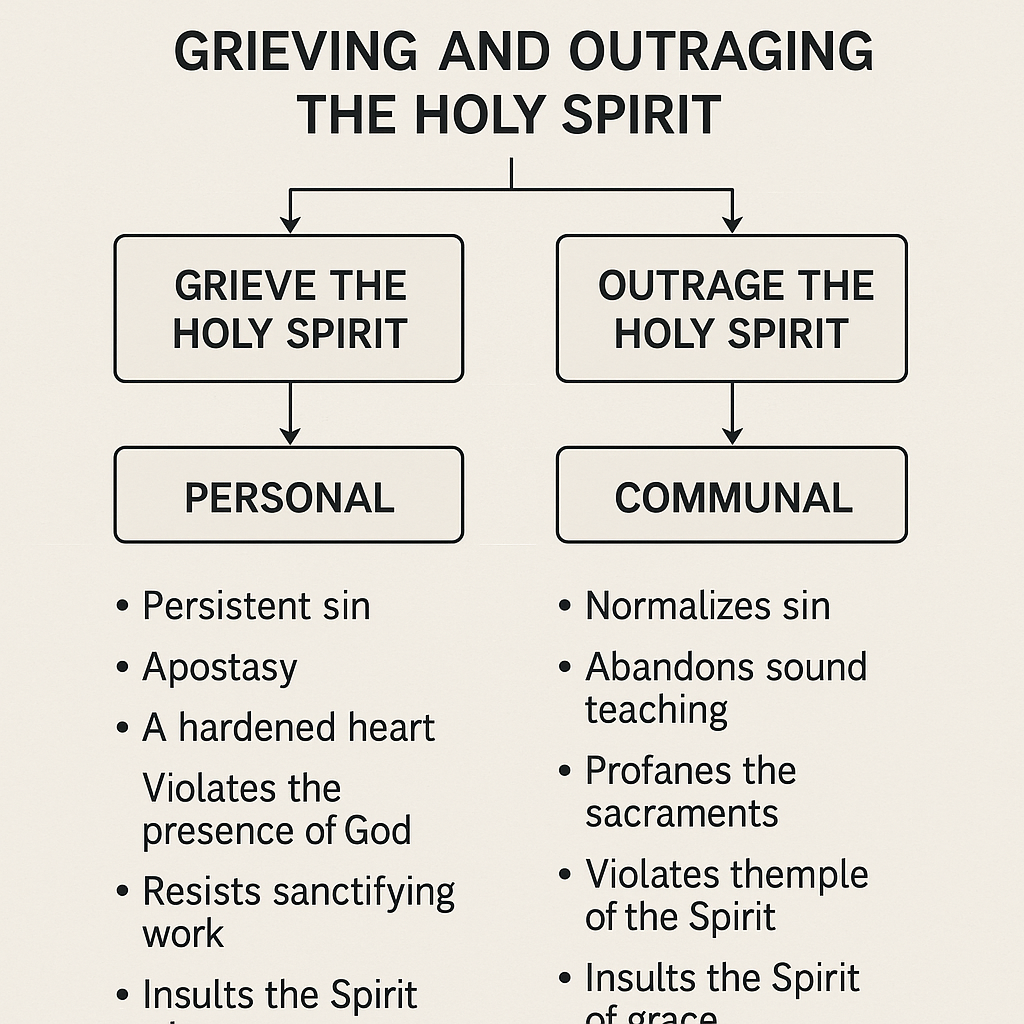 GRIEVING AND OUTRAGING
THE HOLY SPIRIT
GRIEVE THE
HOLY SPIRIT
PERSONAL
• Persistent sin
• Apostasy
• A hardened heart
Violates the
presence of God
• Resists sanctifying
work
• Insults the Spirit
OUTRAGE THE
HOLY SPIRIT
COMMUNAL
• Normalizes sin
• Abandons sound
teaching
• Profanes the
sacraments
• Violates themple
of the Spirit
• Insults the Spirit
of grace